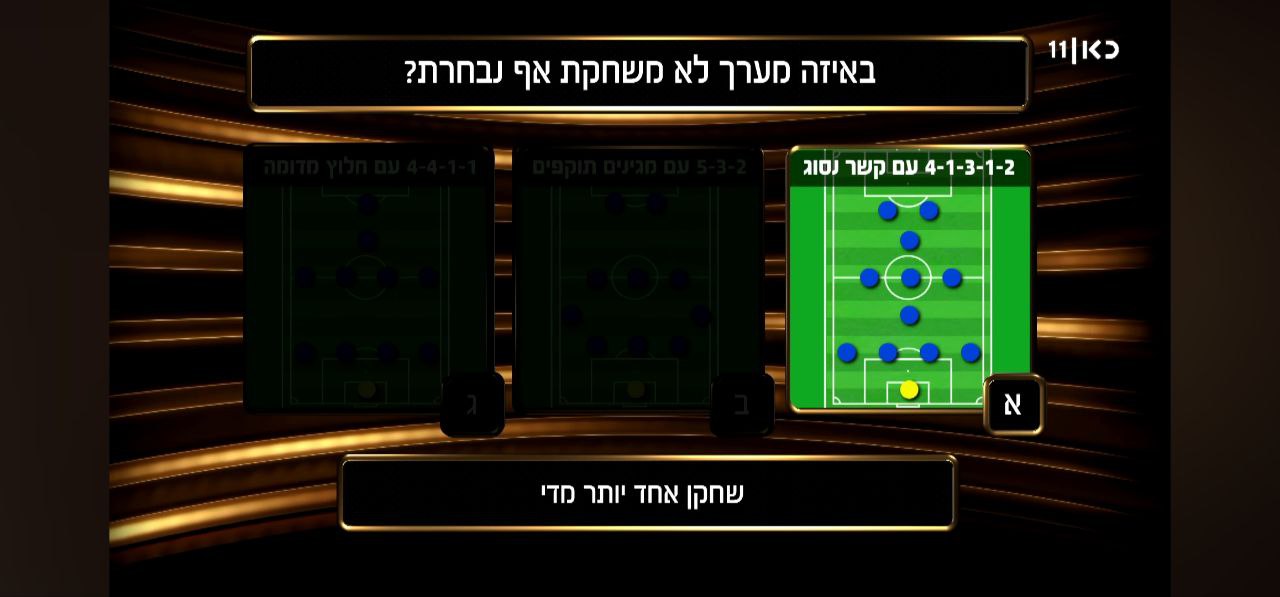 כאן|11
באיזה מערך לא משחקת אף נבחרת?
4-1-3-1-2 עם קשר נסוג
א
5-3-2 עם מגינים תוקפים
ב
4-4-1-1 עם חלוץ מדומה
ג
שחקן אחד יותר מדי